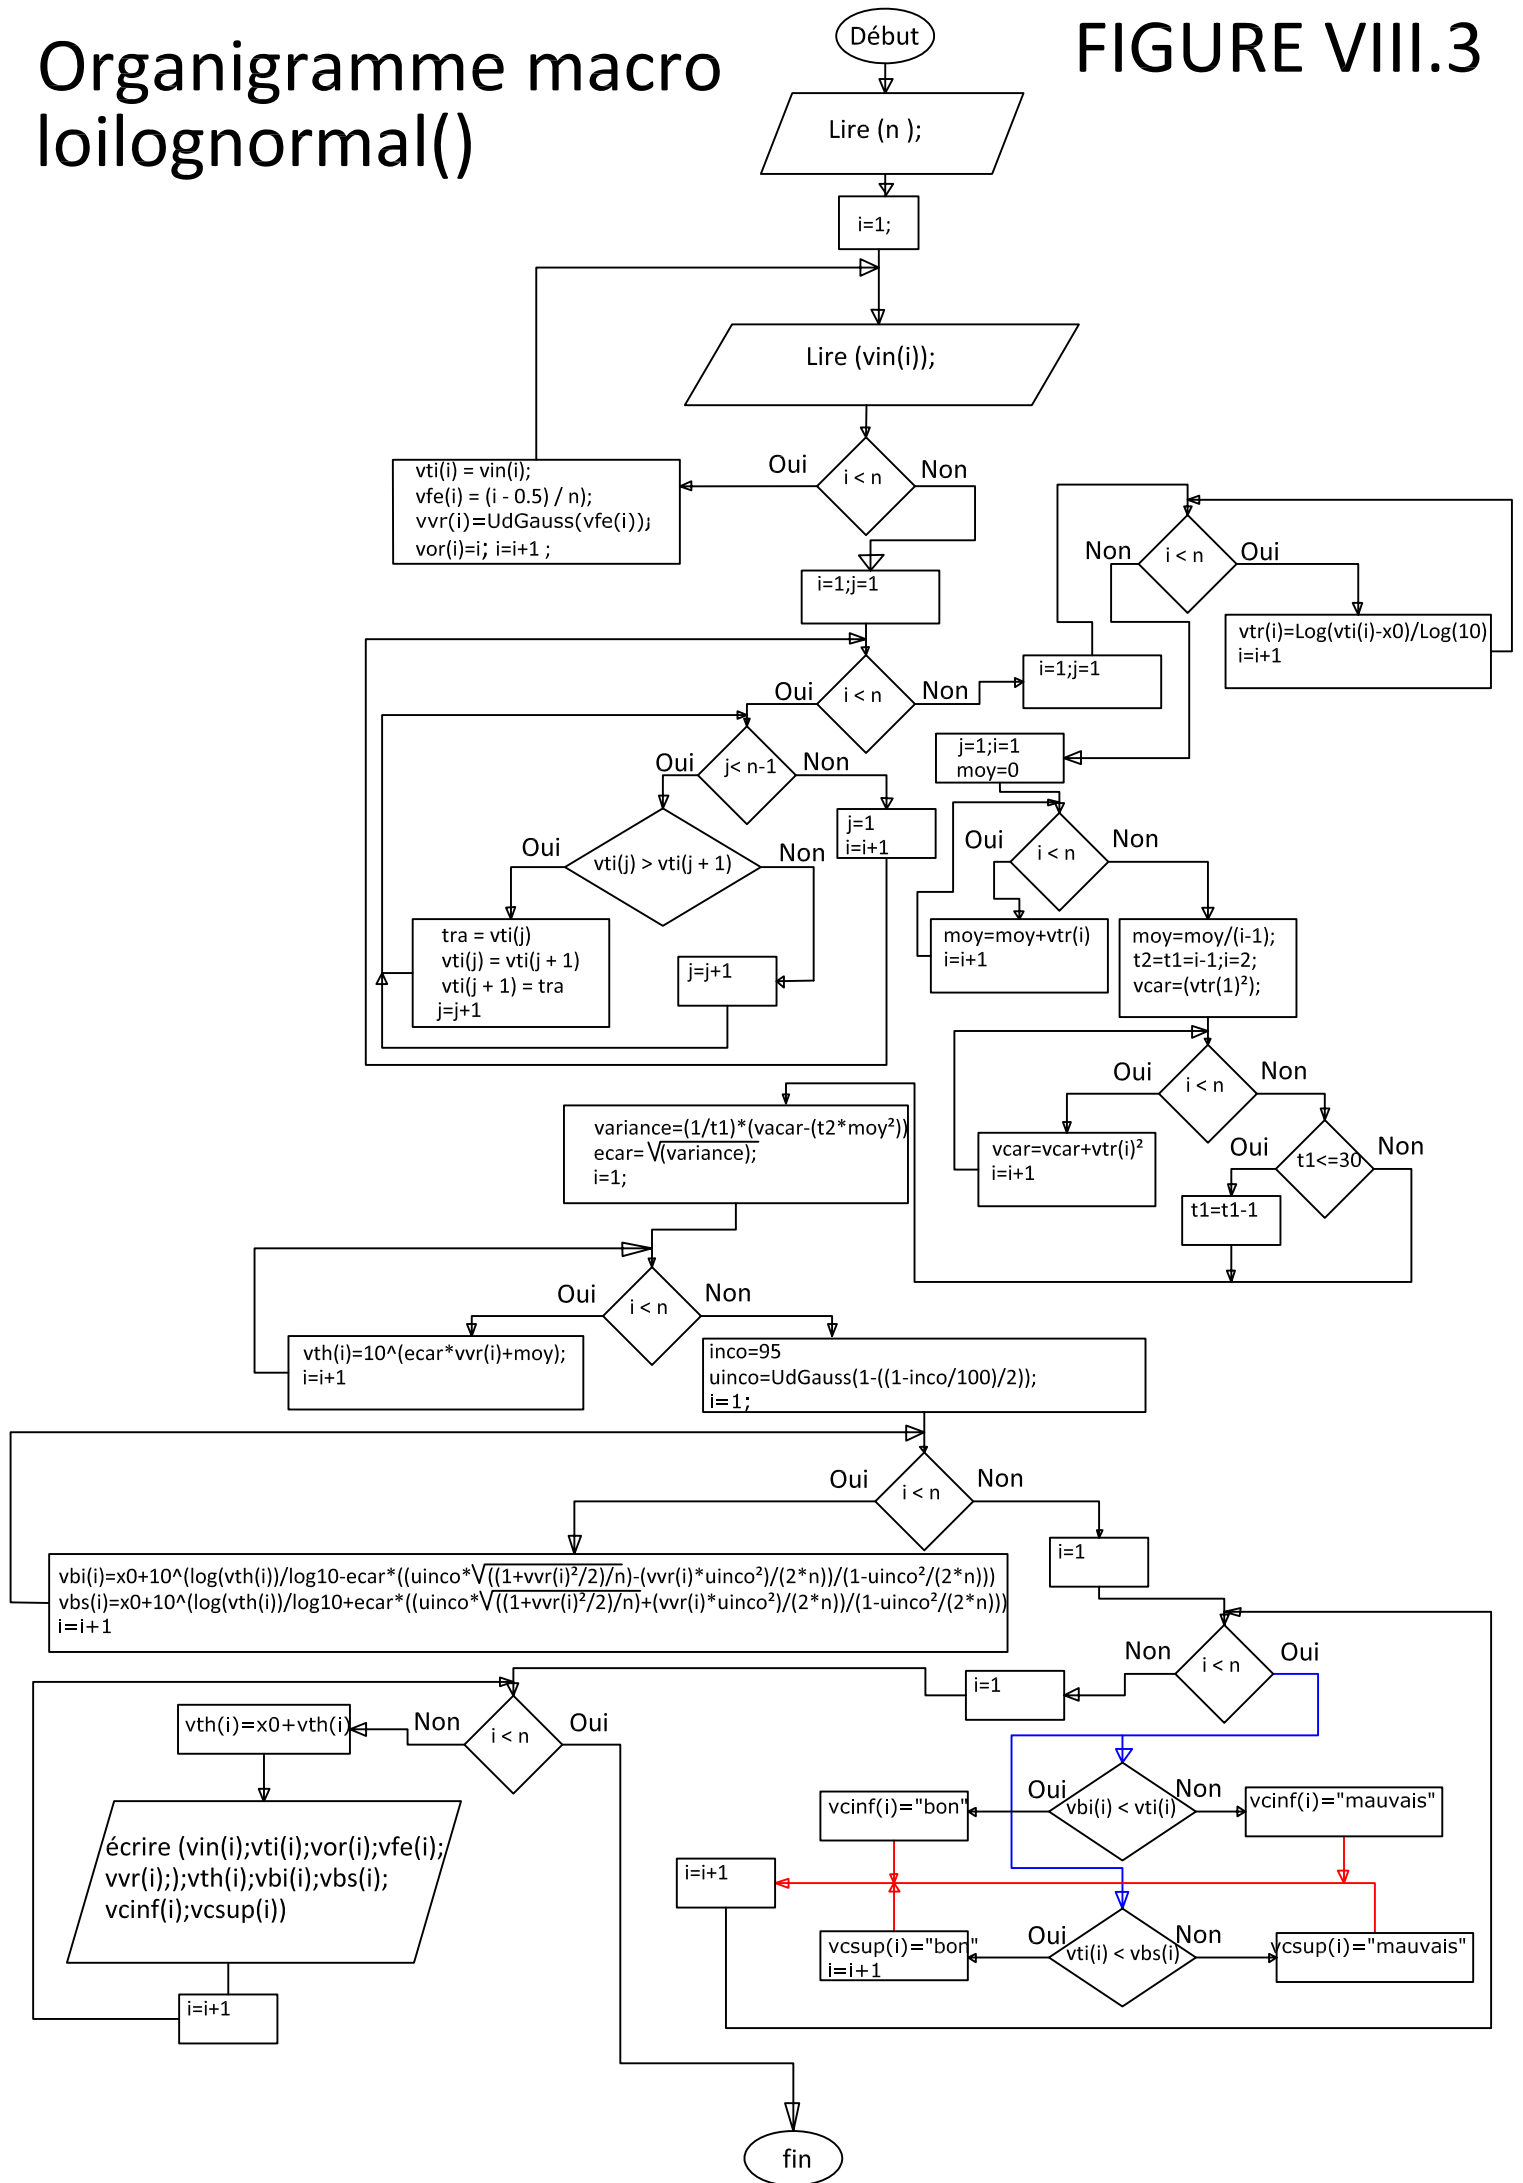 Organigramme macro
loilognormal()
FIGURE VIII.3
Début
Lire (n );
i=1;
Lire (vin(i));
i < n
Oui
Non
vti(i) = vin(i);
vfe(i) = (i - 0.5) / n);
vvr(i)=UdGauss(vfe(i));
vor(i)=i; i=i+1 ;
i=1;j=1
i < n
Oui
Non
j< n-1
Oui
Non
j=1
i=i+1
vti(j) > vti(j + 1)
Oui
Non
tra = vti(j)
vti(j) = vti(j + 1)
vti(j + 1) = tra
j=j+1
j=j+1
i=1;j=1
i < n
Non
Oui
vtr(i)=Log(vti(i)-x0)/Log(10)
i=i+1
j=1;i=1
moy=0
i < n
Oui
Non
moy=moy+vtr(i)
i=i+1
moy=moy/(i-1);
t2=t1=i-1;i=2;
vcar=(vtr(1)²);
i < n
Oui
Non
vcar=vcar+vtr(i)²
i=i+1
t1<=30
Oui
Non
t1=t1-1
variance=(1/t1)*(vacar-(t2*moy²))
ecar=√(variance);
i=1;
i < n
Oui
Non
vth(i)=10^(ecar*vvr(i)+moy);
i=i+1
inco=95
uinco=UdGauss(1-((1-inco/100)/2));
i=1;
i < n
Oui
Non
vbi(i)=x0+10^(log(vth(i))/log10-ecar*((uinco*√((1+vvr(i)²/2)/n)-(vvr(i)*uinco²)/(2*n))/(1-uinco²/(2*n)))
vbs(i)=x0+10^(log(vth(i))/log10+ecar*((uinco*√((1+vvr(i)²/2)/n)+(vvr(i)*uinco²)/(2*n))/(1-uinco²/(2*n)))
i=i+1
i=1
i < n
Non
Oui
i=1
i < n
Non
Oui
vth(i)=x0+vth(i)
écrire (vin(i);vti(i);vor(i);vfe(i);
vvr(i););vth(i);vbi(i);vbs(i);
vcinf(i);vcsup(i))
i=i+1
vbi(i) < vti(i)
Oui
Non
vcinf(i)="bon"
vcinf(i)="mauvais"
i=i+1
vti(i) < vbs(i)
Oui
Non
vcsup(i)="bon"
i=i+1
vcsup(i)="mauvais"
fin